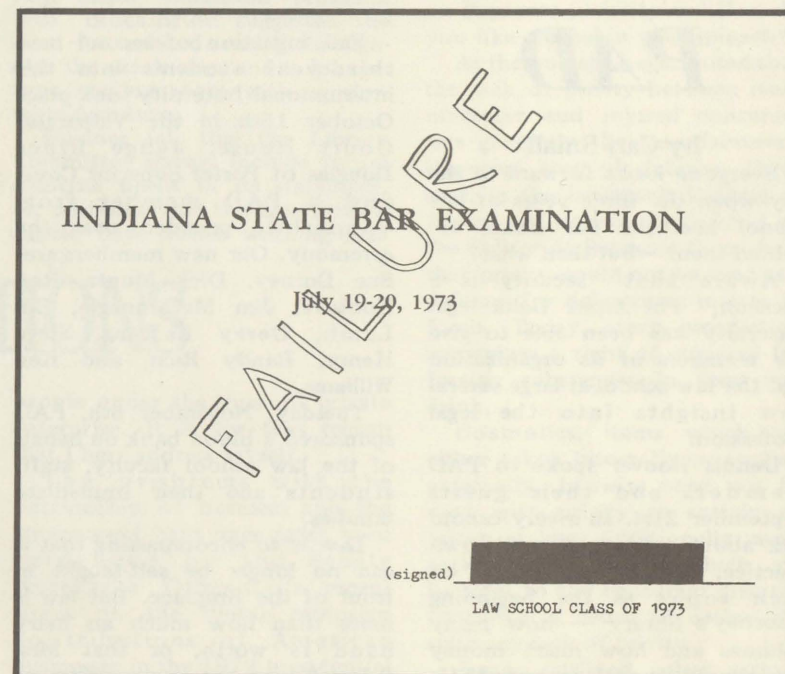 INDIANA STATE BAR EXAMINATION
July 19-20, 1973
FAILURE
(signed)
LAW SCHOOL CLASS OF 1973